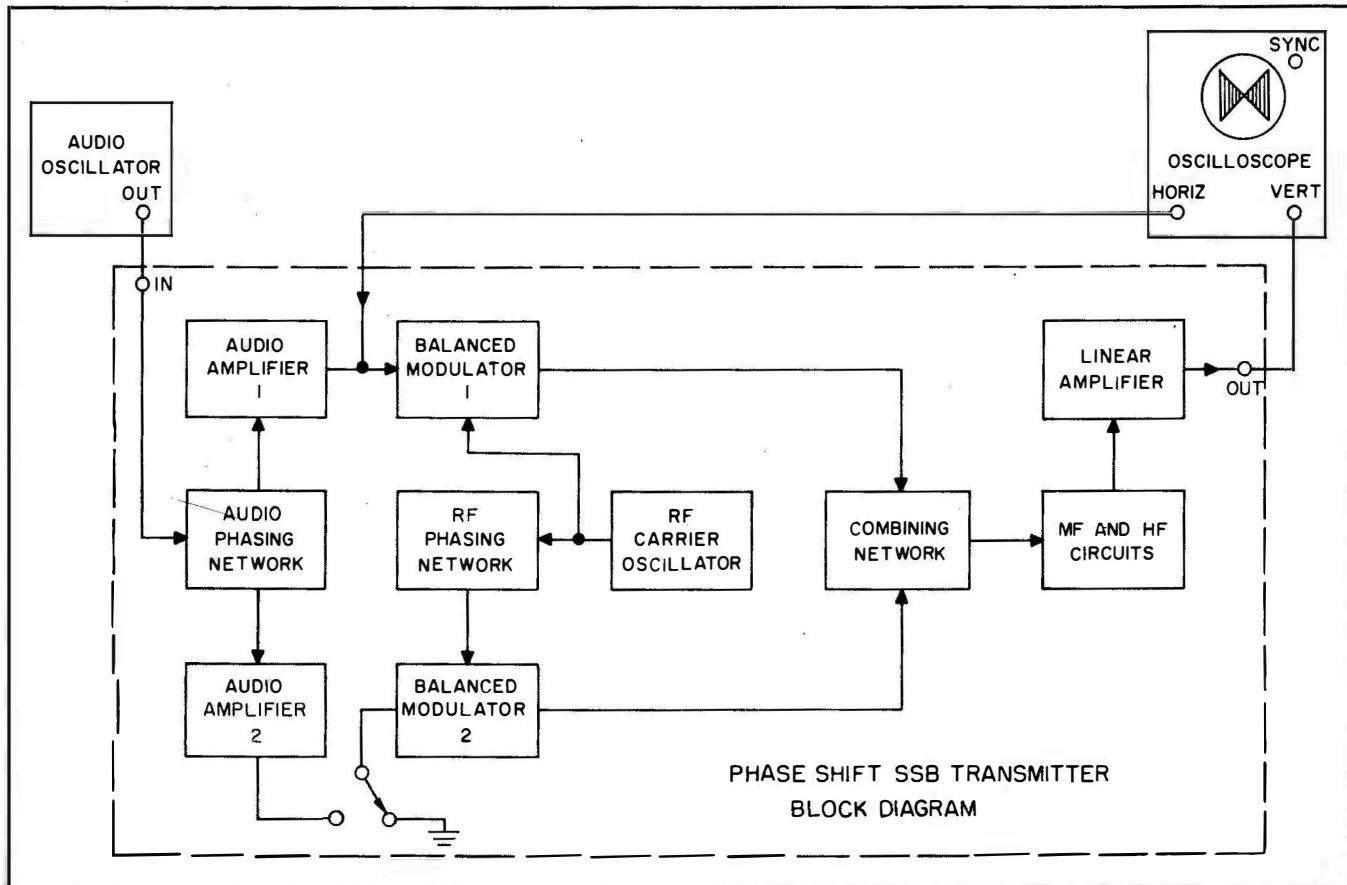 SYNC
AUDIO
OSCILLATOR
OUT
OSCILLOSCOPE
HORIZ
VERT
IN
AUDIO
AMPLIFIER
1
BALANCED
MODULATOR
1
LINEAR
AMPLIFIER
OUT
AUDIO
PHASING
NETWORK
RF
PHASING
NETWORK
RF
CARRIER
OSCILLATOR
COMBINING
NETWORK
MF AND HF
CIRCUITS
AUDIO
AMPLIFIER
2
BALANCED
MODULATOR
2
PHASE SHIFT SSB TRANSMITTER
BLOCK DIAGRAM